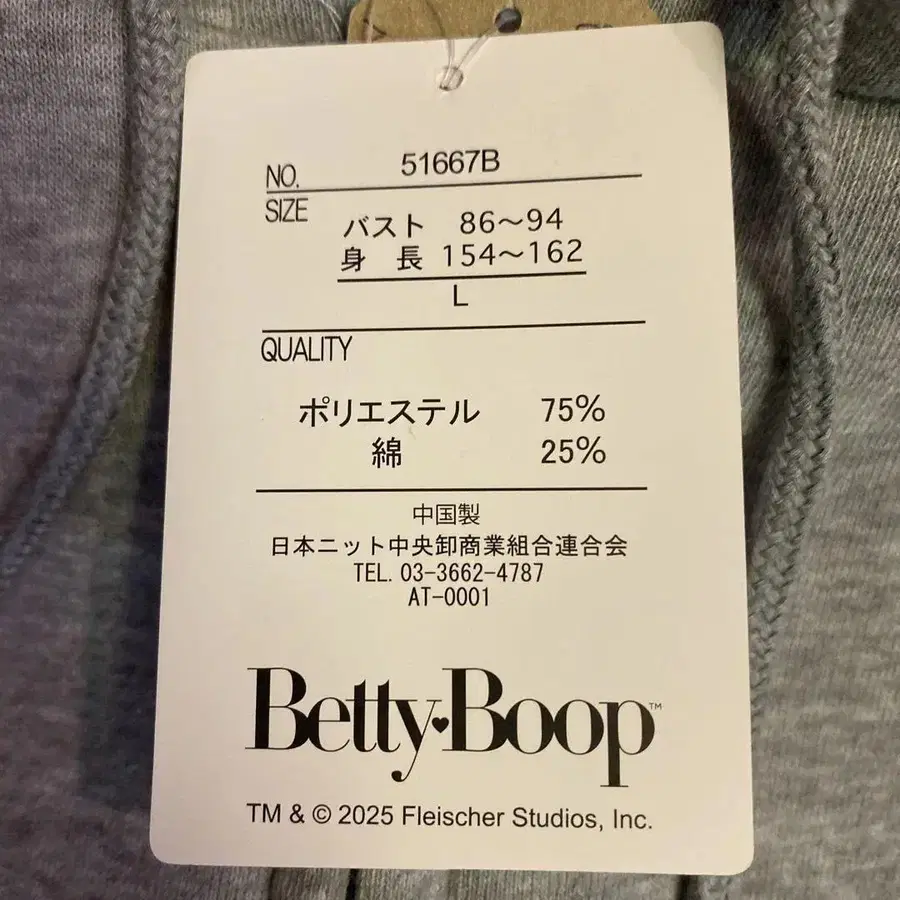 NO. 51667B
SIZE
バスト 86～94
身長 154～162
L
QUALITY
ポリエステル 75%
綿 25%
中国製
日本ニット中央卸商業組合連合会
TEL. 03-3662-4787
AT-0001
Betty♥Boop™
TM & © 2025 Fleischer Studios, Inc.